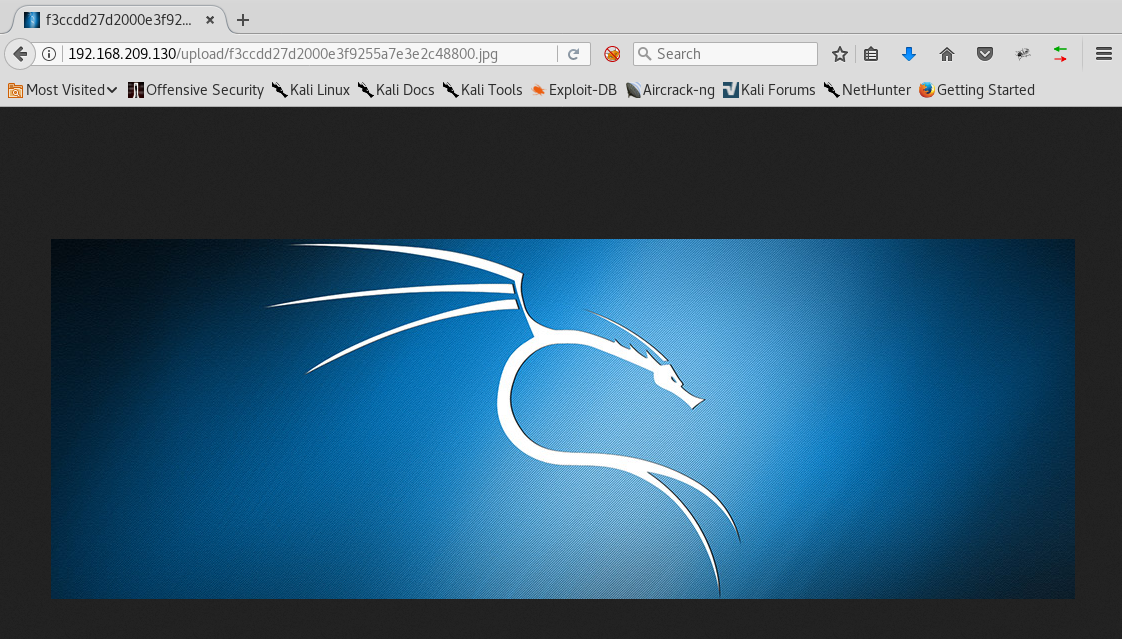 f3ccdd27d2000e3f92...
192.168.209.130/upload/f3ccdd27d2000e3f9255a7e3e2c48800.jpg Search
Most Visited Offensive Security Kali Linux Kali Docs Kali Tools Exploit-DB Aircrack-ng Kali Forums NetHunter Getting Started